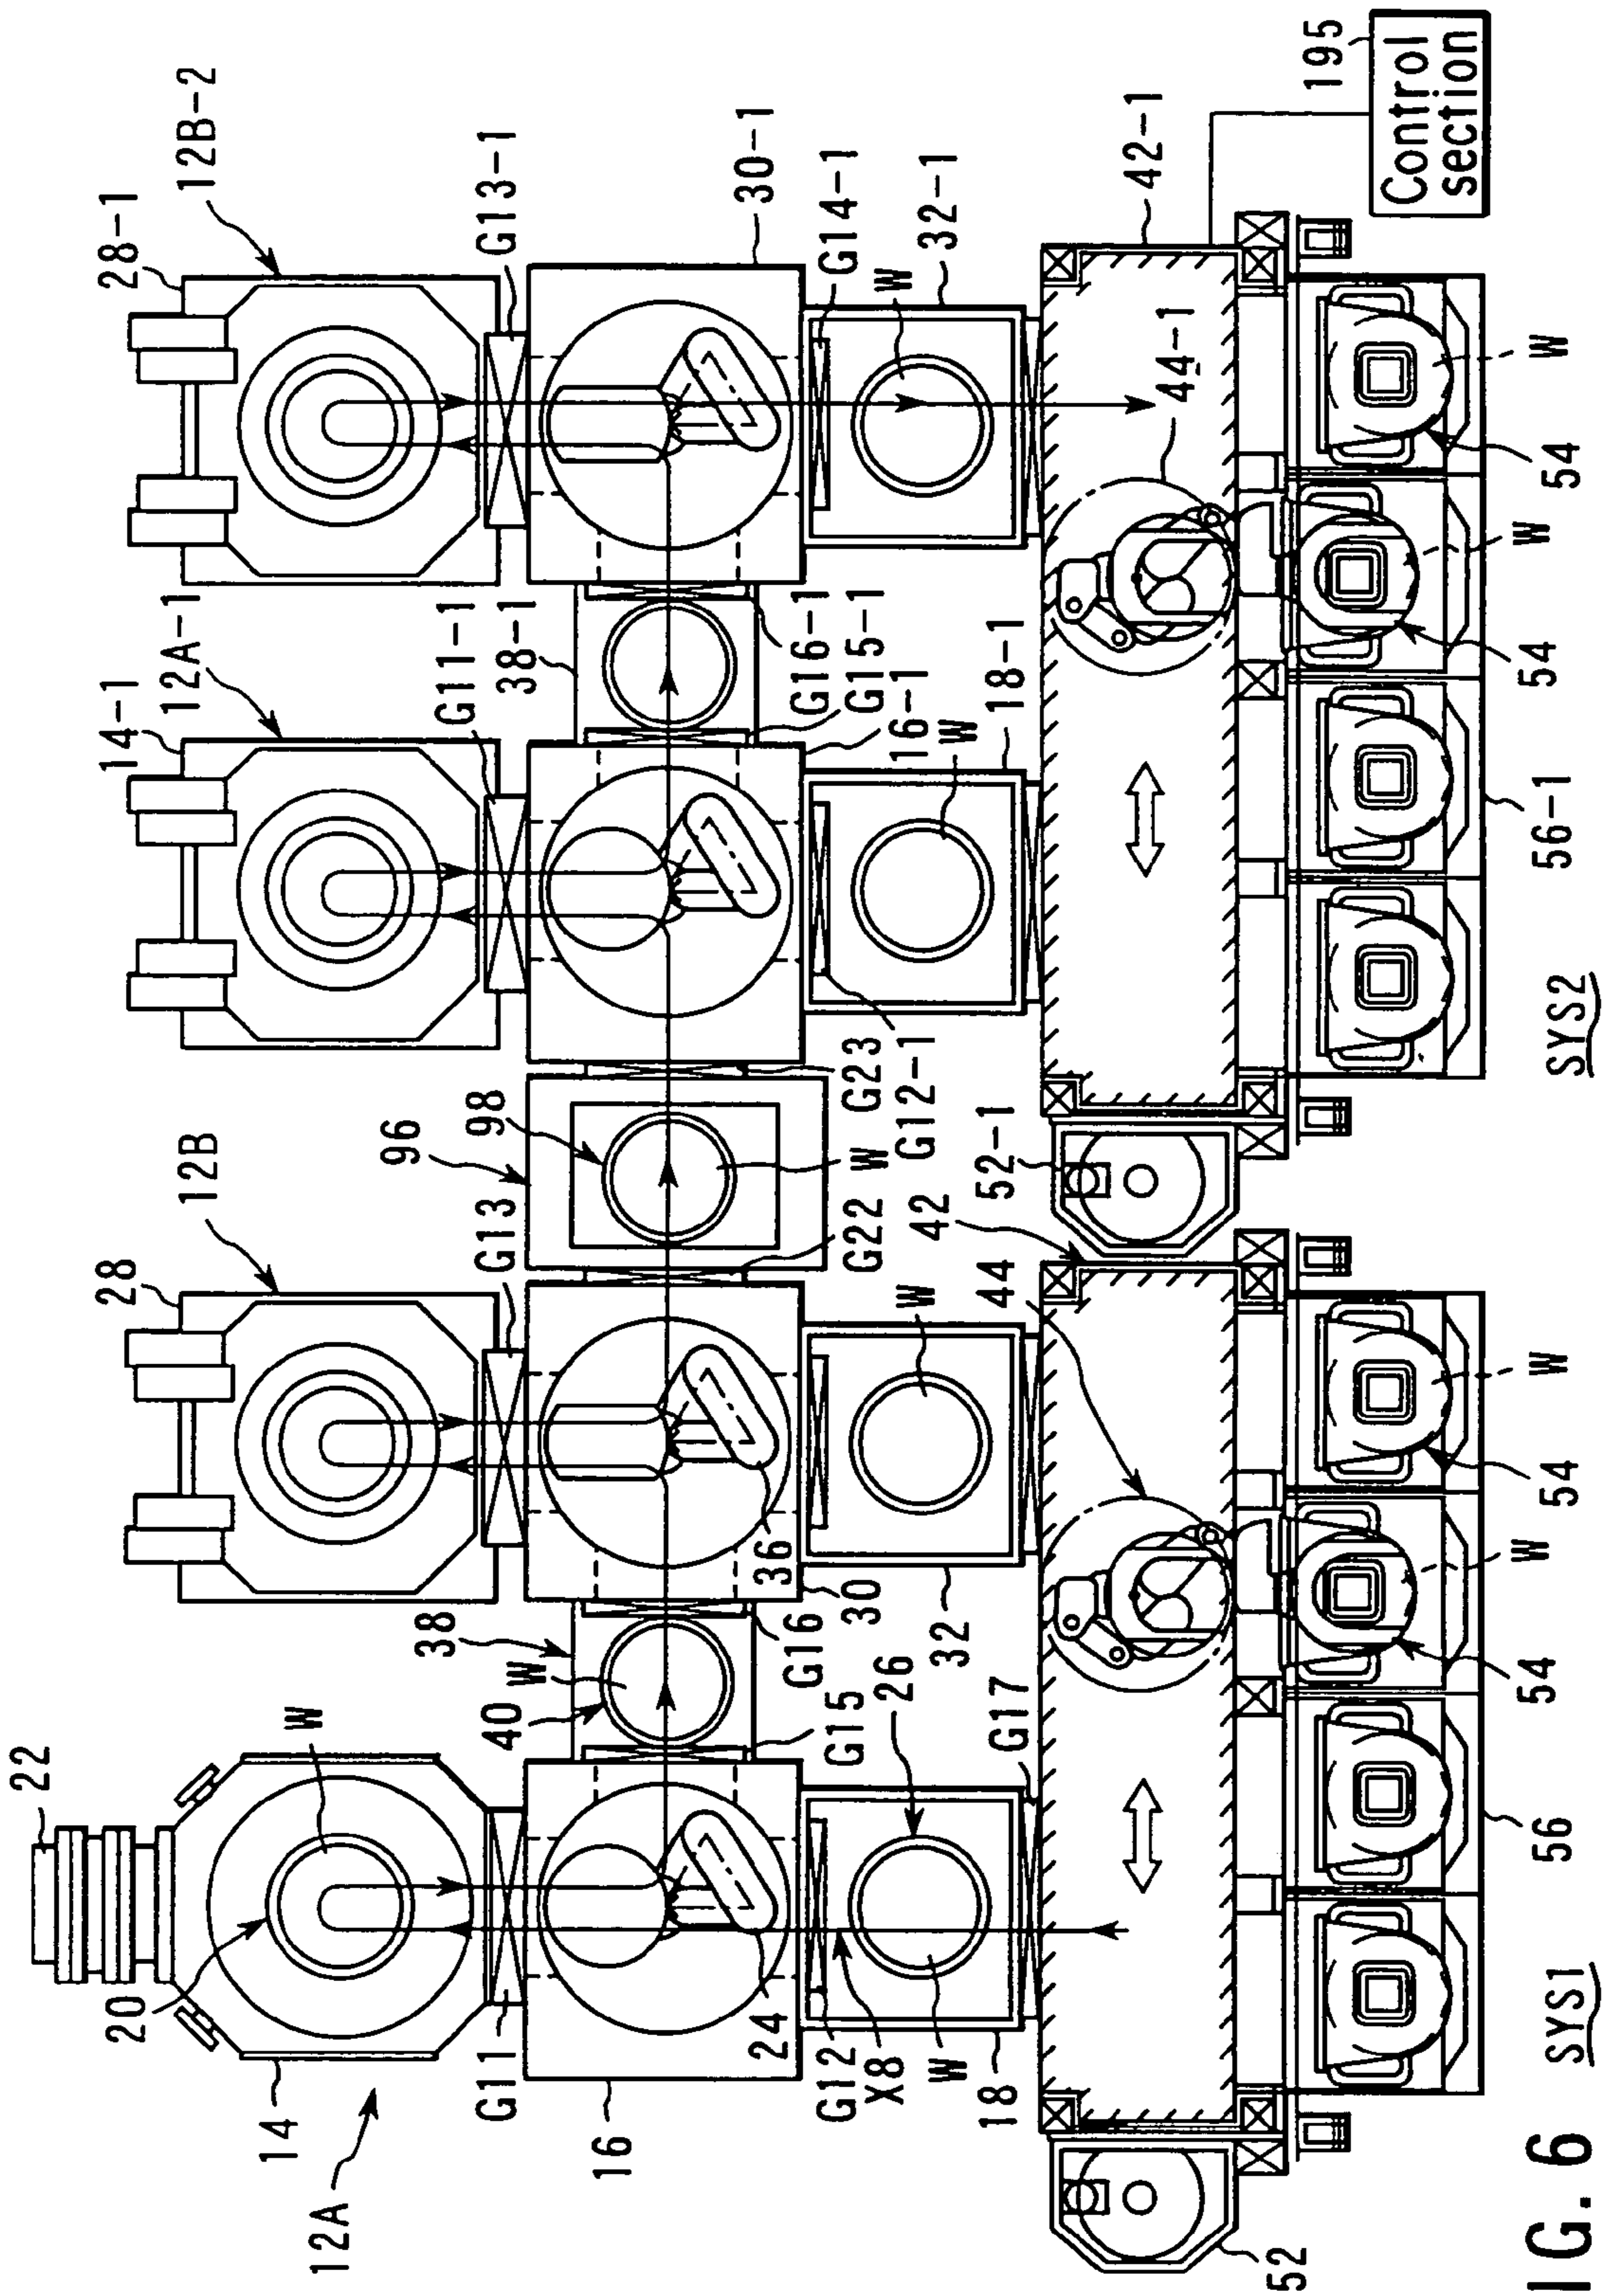 22
W
20
14
12A
G11
16
24
G12
X8
W
18
G15
26
G17
40
W
38
G16
30
36
32
28
12B
G13
W
G22
96
98
W
G23
G12-1
42
44
52-1
14-1
12A-1
G11-1
38-1
G16-1
G15-1
16-1
W
18-1
28-1
12B-2
G13-1
30-1
G14-1
W
32-1
42-1
44-1
195
Control
section
52
56
54
W
54
W
56-1
54
W
54
W
SYS1
SYS2
IG. 6